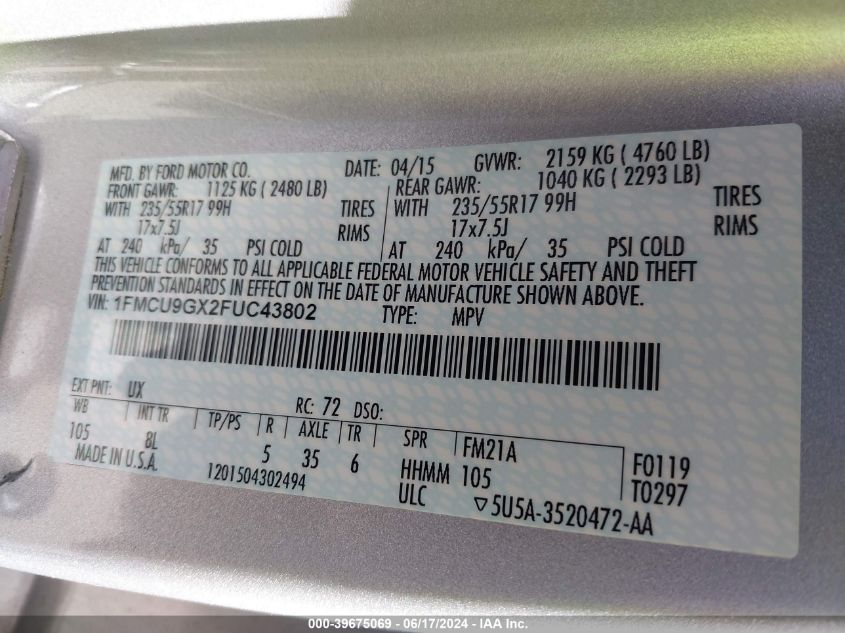 MFD. BY FORD MOTOR CO. DATE: 04/15 GVWR: 2159 KG ( 4760 LB)
FRONT GAWR: 1125 KG ( 2480 LB) REAR GAWR: 1040 KG ( 2293 LB)
WITH 235/55R17 99H TIRES WITH 235/55R17 99H TIRES
17x7.5J RIMS 17x7.5J RIMS
AT 240 kPa/ 35 PSI COLD AT 240 kPa/ 35 PSI COLD
THIS VEHICLE CONFORMS TO ALL APPLICABLE FEDERAL MOTOR VEHICLE SAFETY AND THEFT
PREVENTION STANDARDS IN EFFECT ON THE DATE OF MANUFACTURE SHOWN ABOVE.
VIN: 1FMCU9GX2FUC43802 TYPE: MPV
EXT PNT: UX RC: 72 DSO:
WB INT TR TP/PS R AXLE TR SPR FM21A F0119
105 8L 5 35 6 HHMM 105 T0297
MADE IN U.S.A. 1201504302494 ULC ▽5U5A-3520472-AA
000-39675069 - 06/17/2024 - IAA Inc.